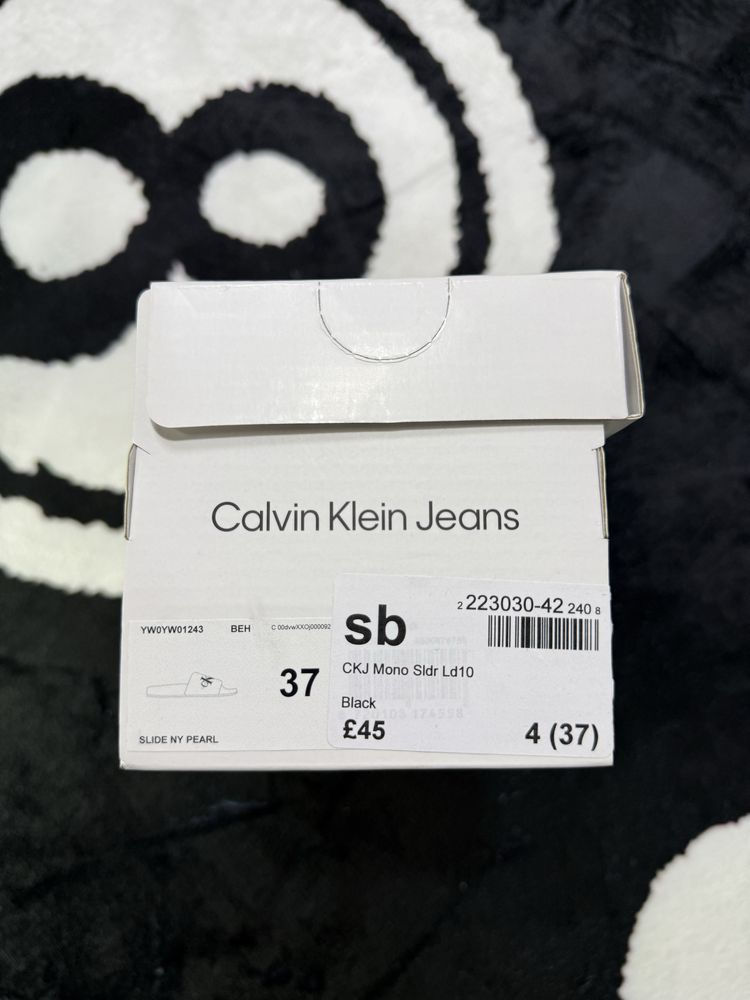 Calvin Klein Jeans
YW0YW01243 BEH
37
SLIDE NY PEARL
sb
2 223030-42 240 8
CKJ Mono Sldr Ld10
Black
£45
4 (37)